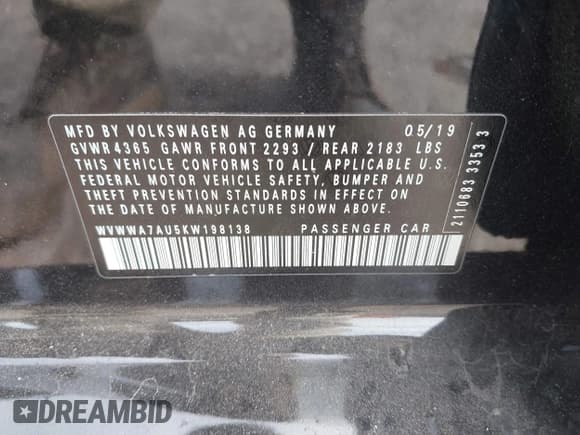 MFD BY VOLKSWAGEN AG GERMANY 05/19
GVWR 4365 GAWR FRONT 2293 / REAR 2183 LBS
THIS VEHICLE CONFORMS TO ALL APPLICABLE U.S.
FEDERAL MOTOR VEHICLE SAFETY, BUMPER AND
THEFT PREVENTION STANDARDS IN EFFECT ON
THE DATE OF MANUFACTURE SHOWN ABOVE.
WVWWA7AU5KW198138 PASSENGER CAR
2110683 3353 3
DREAMBID